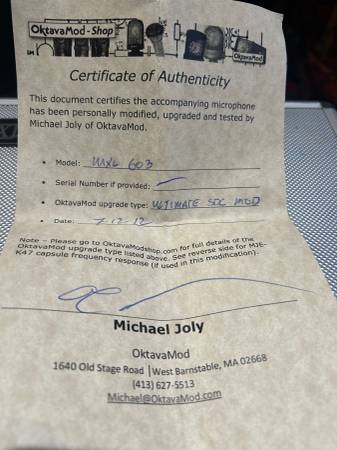 OktavaMod-Shop
OktavaMod
Certificate of Authenticity
This document certifies the accompanying microphone
has been personally modified, upgraded and tested by
Michael Joly of OktavaMod.
• Model: MXL 603
• Serial Number if provided:
• OktavaMod upgrade type: ULTIMATE SDC MOD
• Date: 7-12-12
Note – Please go to OktavaModshop.com for full details of the
OktavaMod upgrade type listed above. See reverse side for MJE-
K47 capsule frequency response (if used in this modification).
Michael Joly
OktavaMod
1640 Old Stage Road | West Barnstable, MA 02668
(413) 627-5513
Michael@OktavaMod.com